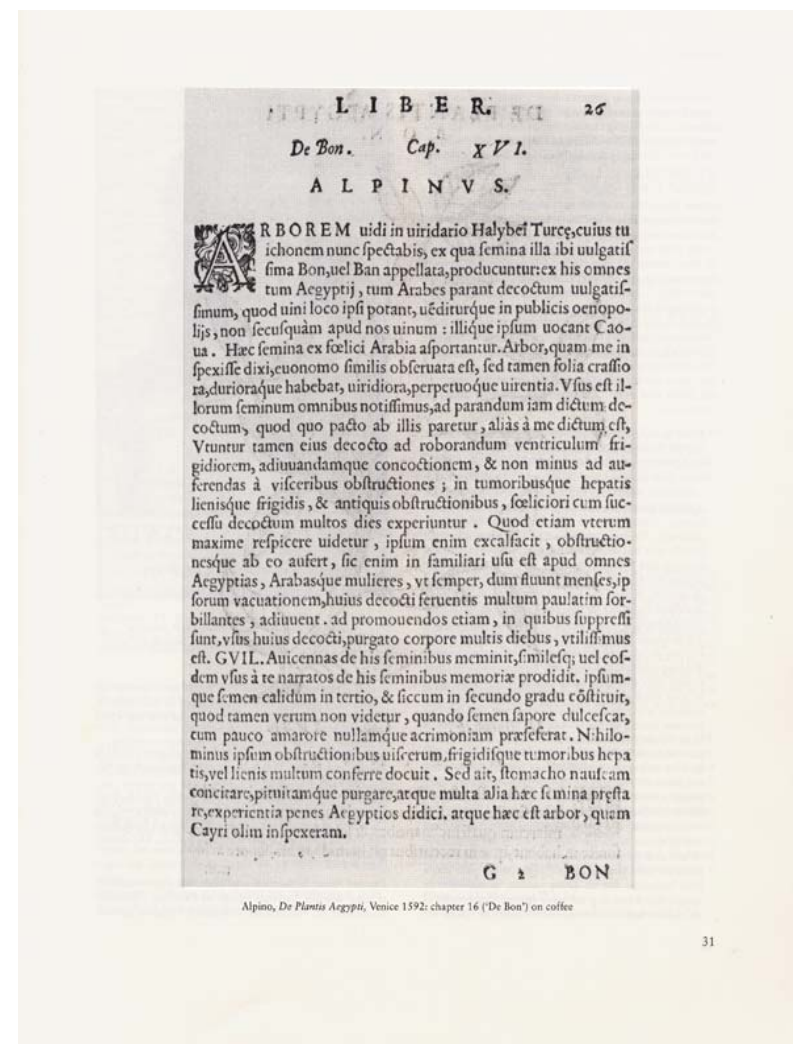 LIBER. 26
De Bon. Cap. XVI.
ALPINVS.
ARBOREM uidi in uiridario Halybei Turcę,cuius tu
ichonem nunc ſpectabis, ex qua ſemina illa ibi uulgatiſ
ſima Bon,uel Ban appellata,producuntur:ex his omnes
tum Aegyptij, tum Arabes parant decoctum uulgatiſ-
ſimum, quod uini loco ipſi potant, uẽditurque in publicis oenopo-
lijs, non ſecuſquàm apud nos uinum : illique ipſum uocant Cao-
ua. Hæc ſemina ex fœlici Arabia aſportantur. Arbor,quam me in
ſpexiſſe dixi,euonomo ſimilis obſeruata eſt, ſed tamen folia craſſio
ra,durioraque habebat, uiridiora,perpetuoque uirentia. Vſus eſt il-
lorum ſeminum omnibus notiſſimus,ad parandum iam dictum de-
coctum, quod quo pacto ab illis paretur, aliàs à me dictum eſt,
Vtuntur tamen eius decocto ad roborandum ventriculum fri-
gidiorem, adiuuandamque concoctionem, & non minus ad au-
ferendas à viſceribus obſtructiones ; in tumoribuſque hepatis
lieniſque frigidis, & antiquis obſtructionibus, fœliciori cum ſuc-
ceſſu decoctum multos dies experiuntur. Quod etiam vterum
maxime reſpicere uidetur, ipſum enim excalfacit, obſtructio-
neſque ab eo aufert, ſic enim in familiari uſu eſt apud omnes
Aegyptias, Arabaſque mulieres, vt ſemper, dum fluunt menſes,ip
ſorum vacuationem,huius decocti feruentis multum paulatim ſor-
billantes, adiuuent. ad promouendos etiam, in quibus ſuppreſſi
ſunt,vſus huius decocti,purgato corpore multis diebus, vtiliſſimus
eſt. GVIL. Auicennas de his ſeminibus meminit,ſimileſq; uel eoſ-
dem vſus à te narratos de his ſeminibus memoriæ prodidit. ipſum-
que ſemen calidum in tertio, & ſiccum in ſecundo gradu cõſtituit,
quod tamen verum non videtur, quando ſemen ſapore dulceſcat,
cum pauco amarore nullamque acrimoniam præſeferat. Nihilo-
minus ipſum obſtructionibus uiſcerum,frigidiſque tumoribus hepa
tis,vel lienis multum conferre docuit. Sed ait, ſtomacho nauſeam
concitare,pituitamque purgare,atque multa alia hæc ſemina pręſta
re,experientia penes Aegyptios didici. atque hæc eſt arbor, quam
Cayri olim inſpexeram.
G 2 BON
Alpino, De Plantis Aegypti, Venice 1592: chapter 16 ('De Bon') on coffee
31